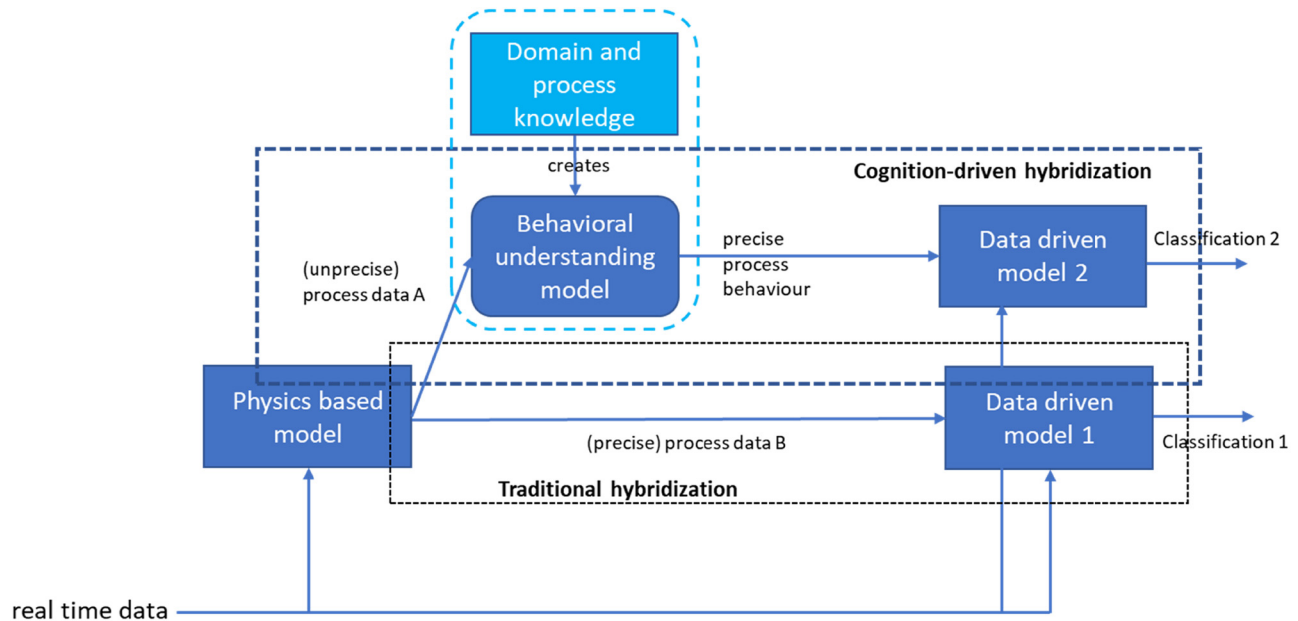 Domain and
process
knowledge
creates
Cognition-driven hybridization
Behavioral
understanding
model
(unprecise)
process data A
precise
process
behaviour
Data driven
model 2
Classification 2
Physics based
model
(precise) process data B
Data driven
model 1
Classification 1
Traditional hybridization
real time data